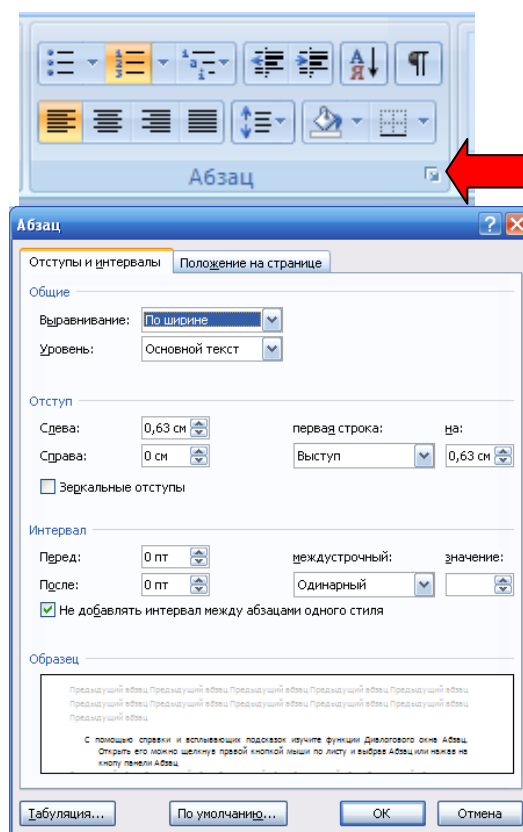 Абзац
Абзац
Отступы и интервалы Положение на странице
Общие
Выравнивание: По ширине
Уровень: Основной текст
Отступ
Слева: 0,63 см первая строка: на:
Справа: 0 см Выступ 0,63 см
Зеркальные отступы
Интервал
Перед: 0 пт междустрочный: значение:
После: 0 пт Одинарный
Не добавлять интервал между абзацами одного стиля
Образец
Предыдущий абзац Предыдущий абзац Предыдущий абзац Предыдущий абзац Предыдущий абзац
Предыдущий абзац Предыдущий абзац Предыдущий абзац Предыдущий абзац Предыдущий абзац
Предыдущий абзац
С помощью справки и всплывающих подсказок изучите функции Диалогового окна Абзац.
Открыть его можно щелкнув правой кнопкой мыши по листу и выбрав Абзац или нажав на
кнопу панели Абзац
Табуляция... По умолчанию... ОК Отмена